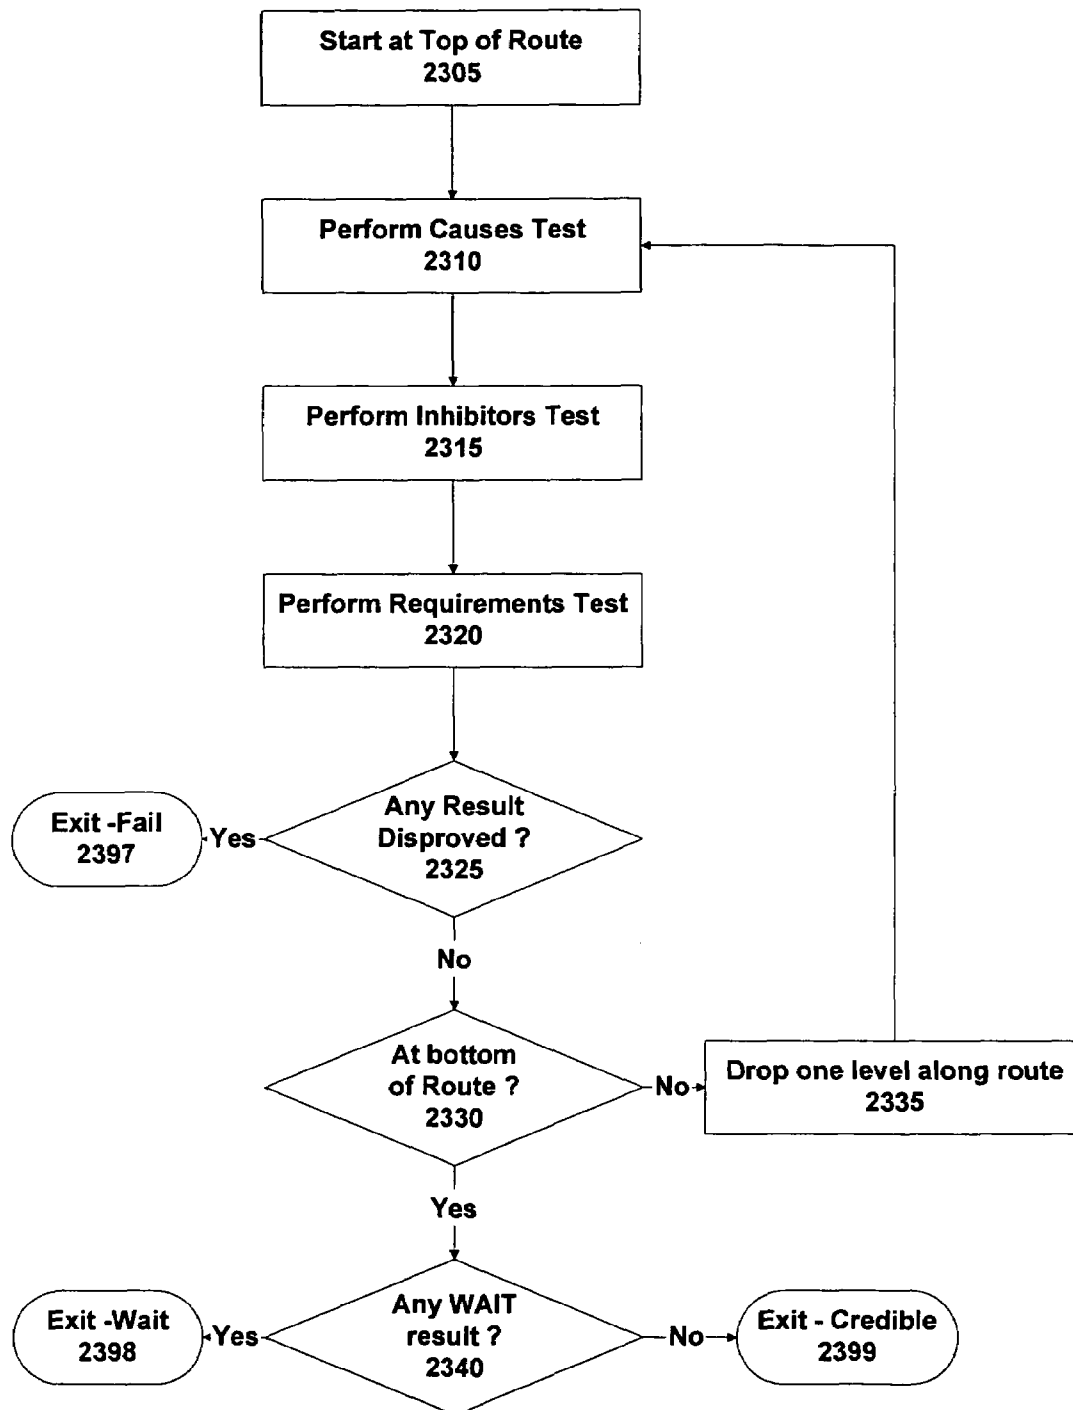 Start at Top of Route
2305
Perform Causes Test
2310
Perform Inhibitors Test
2315
Perform Requirements Test
2320
Any Result
Disproved ?
2325
Yes
Exit -Fail
2397
No
At bottom
of Route ?
2330
No
Drop one level along route
2335
Yes
Any WAIT
result ?
2340
Yes
Exit -Wait
2398
No
Exit - Credible
2399